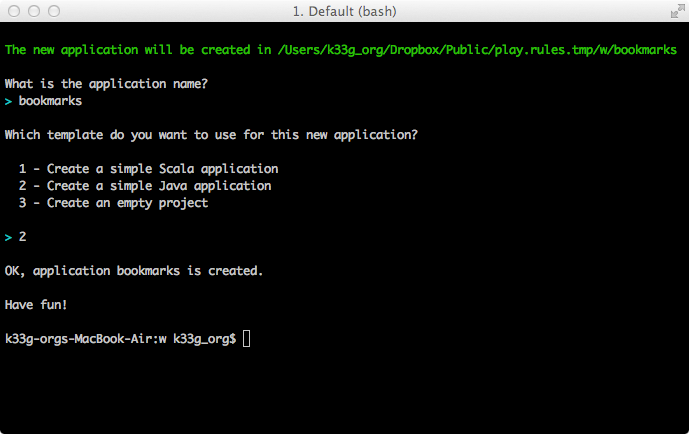 1. Default (bash)
The new application will be created in /Users/k33g_org/Dropbox/Public/play.rules.tmp/w/bookmarks
What is the application name?
> bookmarks
Which template do you want to use for this new application?
1 - Create a simple Scala application
2 - Create a simple Java application
3 - Create an empty project
> 2
OK, application bookmarks is created.
Have fun!
k33g-orgs-MacBook-Air:w k33g_org$